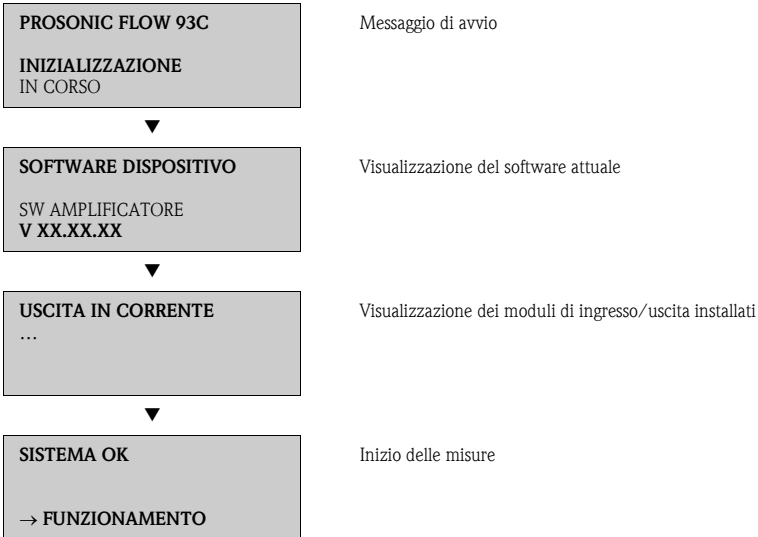 PROSONIC FLOW 93C
Messaggio di avvio
INIZIALIZZAZIONE
IN CORSO
▼
SOFTWARE DISPOSITIVO
Visualizzazione del software attuale
SW AMPLIFICATORE
V XX.XX.XX
▼
USCITA IN CORRENTE
Visualizzazione dei moduli di ingresso/uscita installati
…
▼
SISTEMA OK
Inizio delle misure
→ FUNZIONAMENTO